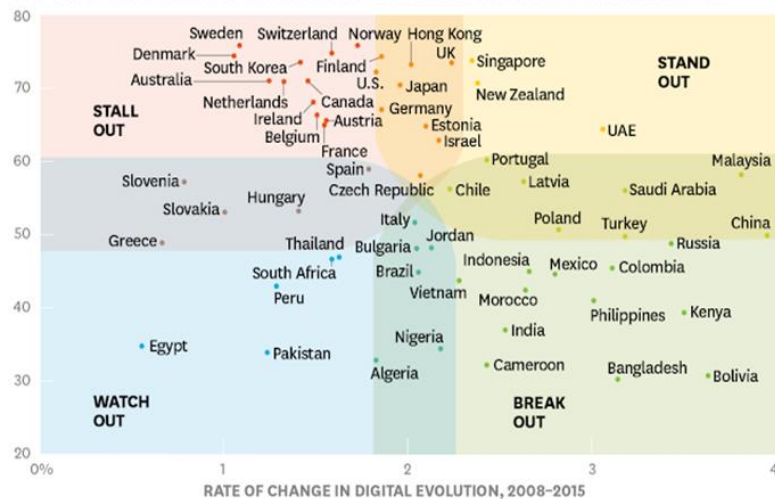 80
70
60
50
40
30
20
Sweden
Switzerland
Norway
Hong Kong
Denmark
UK
South Korea
Finland
Singapore
STAND
OUT
Australia
U.S.
Japan
New Zealand
Netherlands
Canada
Germany
STALL
OUT
Ireland
Austria
Estonia
UAE
Belgium
Israel
France
Portugal
Malaysia
Spain
Slovenia
Czech Republic
Chile
Latvia
Saudi Arabia
Hungary
Slovakia
Italy
Poland
Turkey
China
Greece
Thailand
Bulgaria
Jordan
Russia
South Africa
Brazil
Indonesia
Mexico
Colombia
Peru
Vietnam
Morocco
Philippines
Kenya
Egypt
Pakistan
Nigeria
India
Algeria
Cameroon
Bangladesh
Bolivia
WATCH
OUT
BREAK
OUT
0%
1
2
3
4
RATE OF CHANGE IN DIGITAL EVOLUTION, 2008–2015